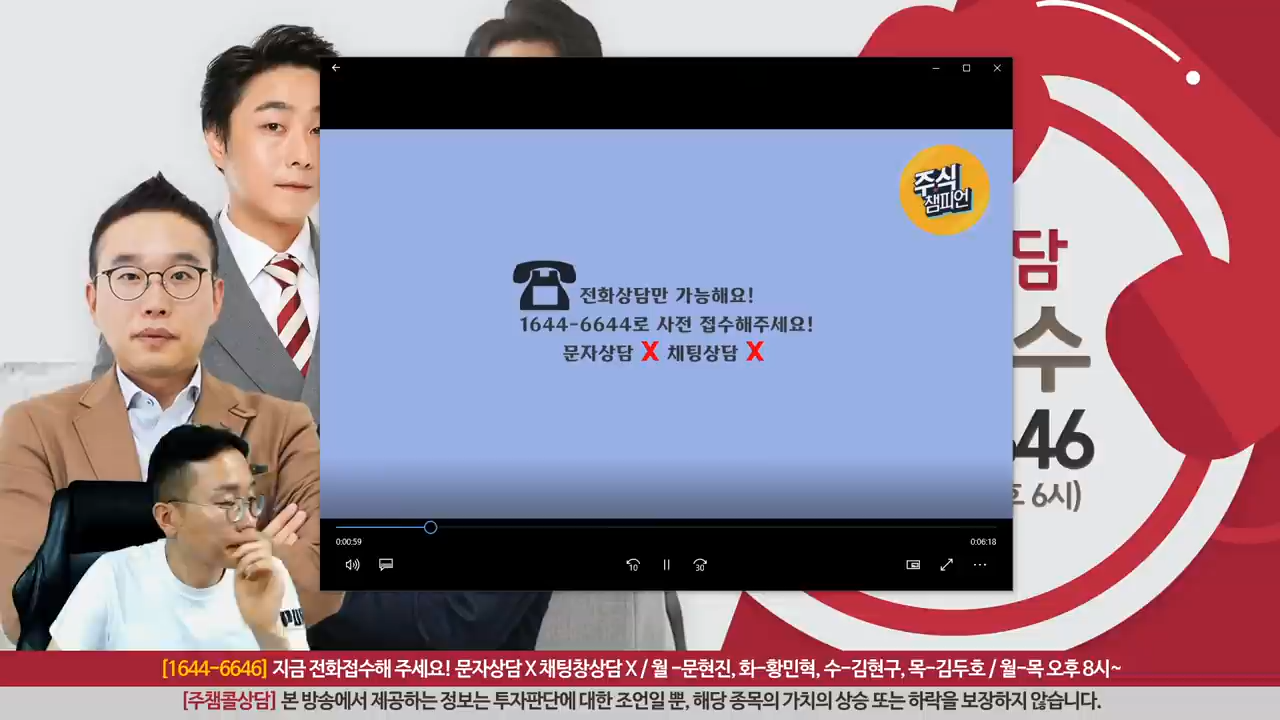 주식
챔피언
전화상담만 가능해요!
1644-6644로 사전 접수해주세요!
문자상담 X 채팅상담 X
담
수
646
후 6시)
0:00:59
0:06:18
10
30
[1644-6646] 지금 전화접수해 주세요! 문자상담 X 채팅창상담 X / 월 -문현진, 화-황민혁, 수-김현구, 목-김두호 / 월-목 오후 8시~
[주챔콜상담] 본 방송에서 제공하는 정보는 투자판단에 대한 조언일 뿐, 해당 종목의 가치의 상승 또는 하락을 보장하지 않습니다.